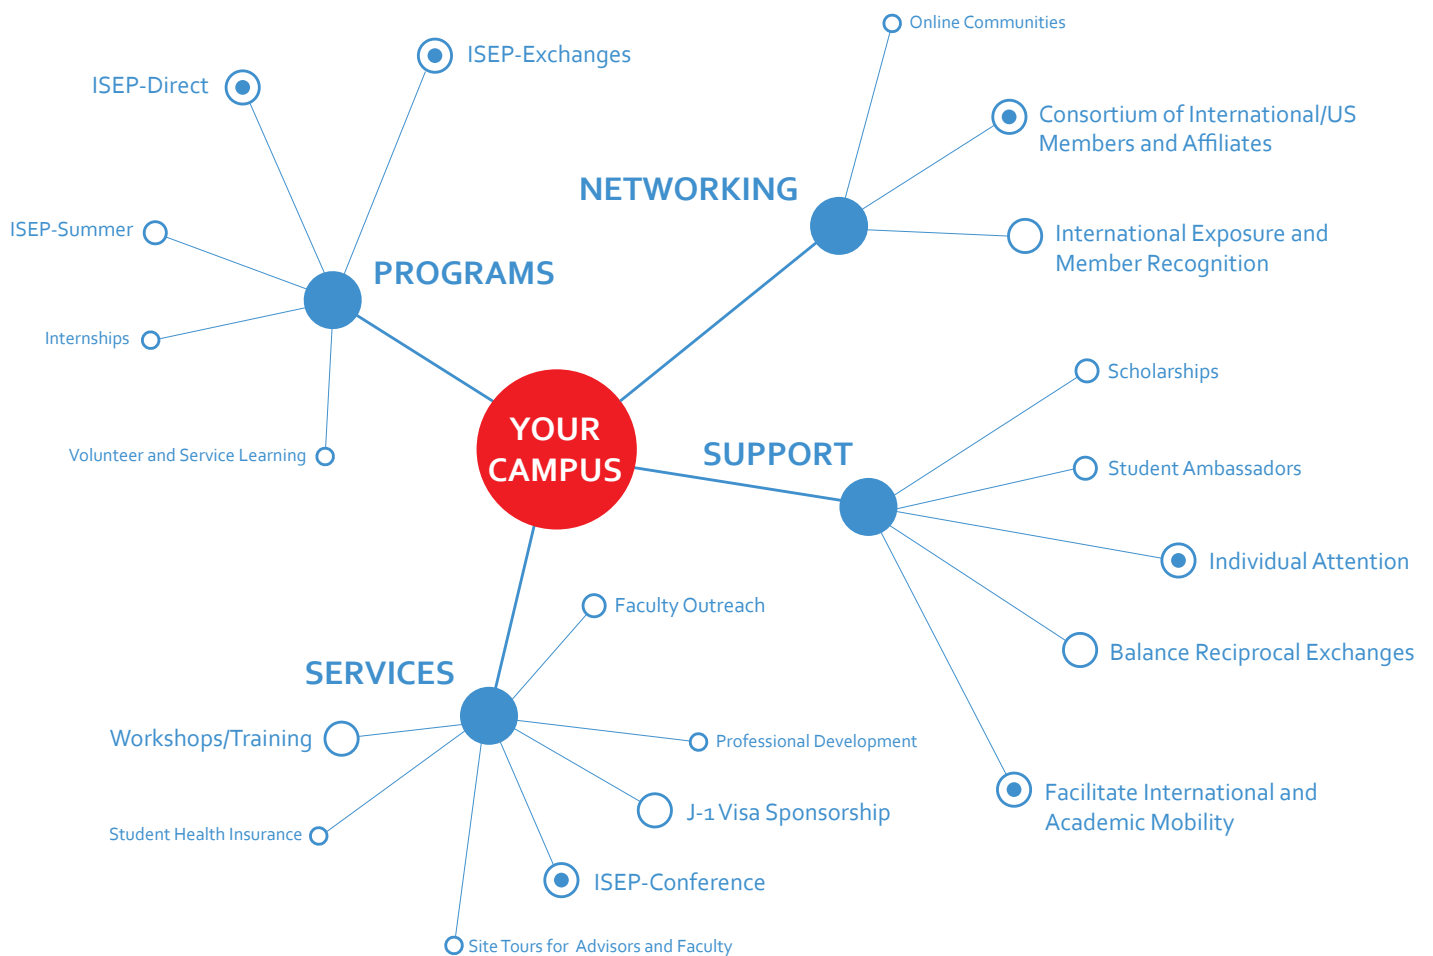 Online Communities
ISEP-Exchanges
ISEP-Direct
Consortium of International/US
Members and Affiliates
NETWORKING
ISEP-Summer
International Exposure and
Member Recognition
PROGRAMS
Internships
Scholarships
YOUR
CAMPUS
SUPPORT
Volunteer and Service Learning
Student Ambassadors
Individual Attention
Faculty Outreach
Balance Reciprocal Exchanges
SERVICES
Workshops/Training
Professional Development
J-1 Visa Sponsorship
Facilitate International and
Academic Mobility
Student Health Insurance
ISEP-Conference
Site Tours for Advisors and Faculty